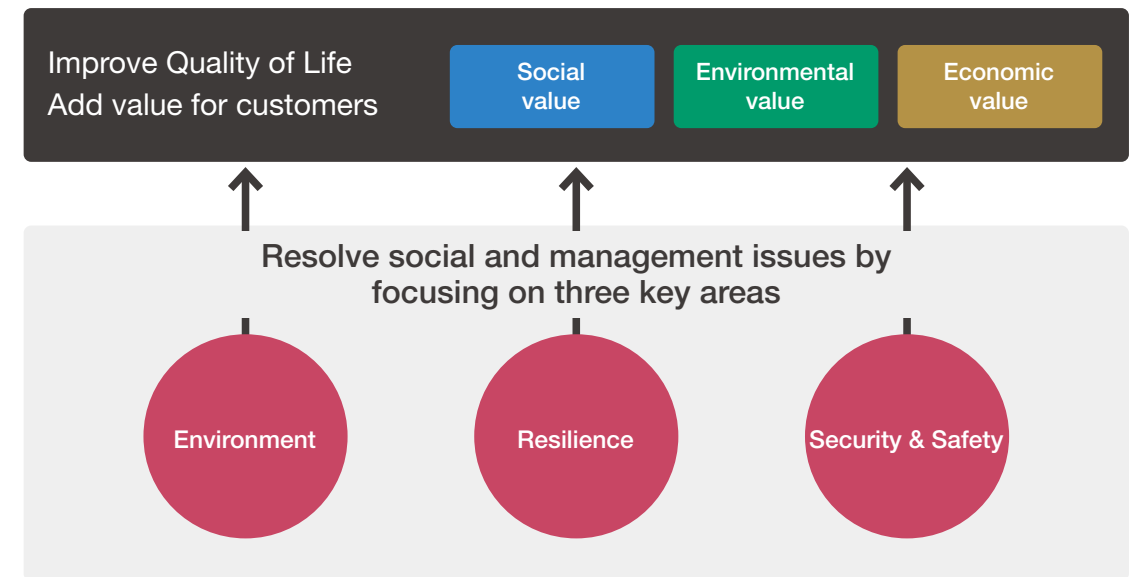 Improve Quality of Life
Add value for customers
Social
value
Environmental
value
Economic
value
Resolve social and management issues by
focusing on three key areas
Environment
Resilience
Security & Safety